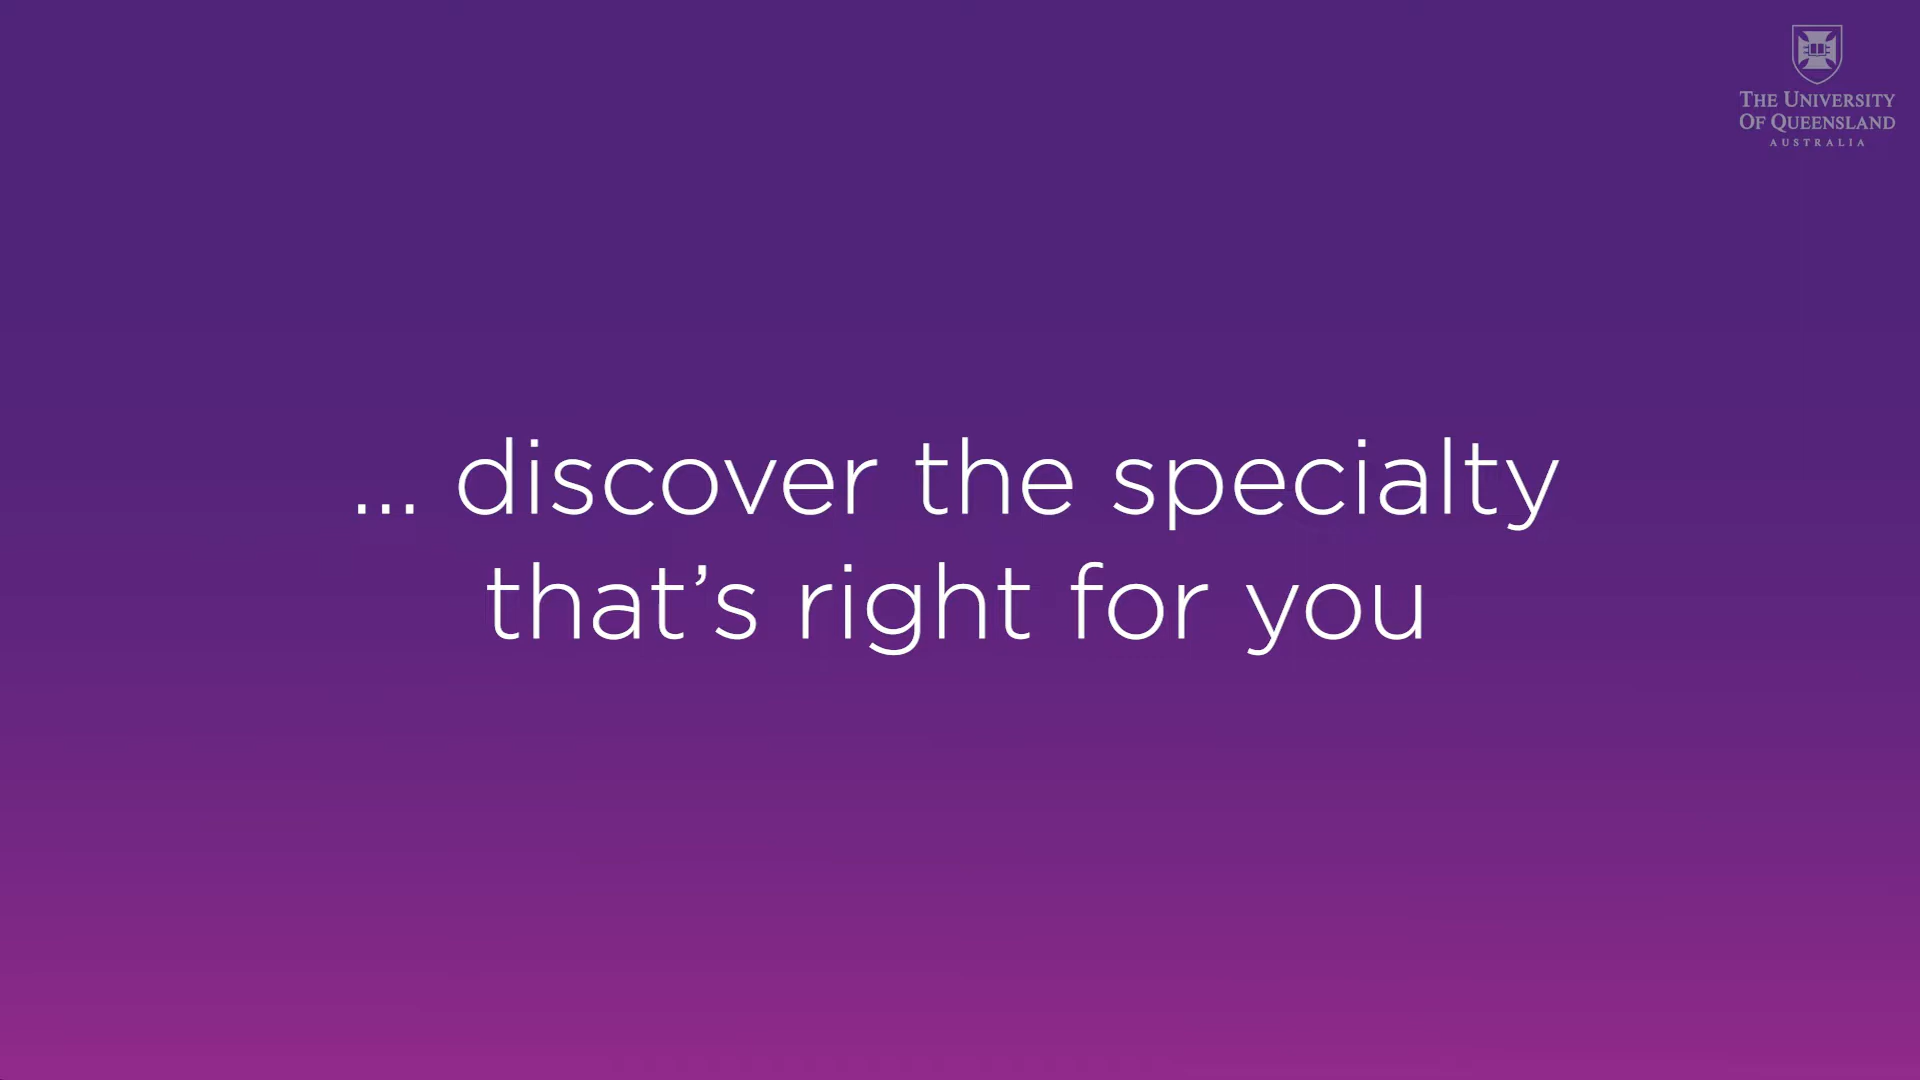 THE UNIVERSITY
OF QUEENSLAND
AUSTRALIA
... discover the specialty
that’s right for you